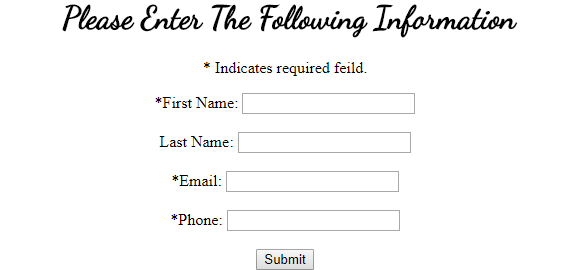 Please Enter The Following Information
* Indicates required feild.
*First Name:
Last Name:
*Email:
*Phone:
Submit